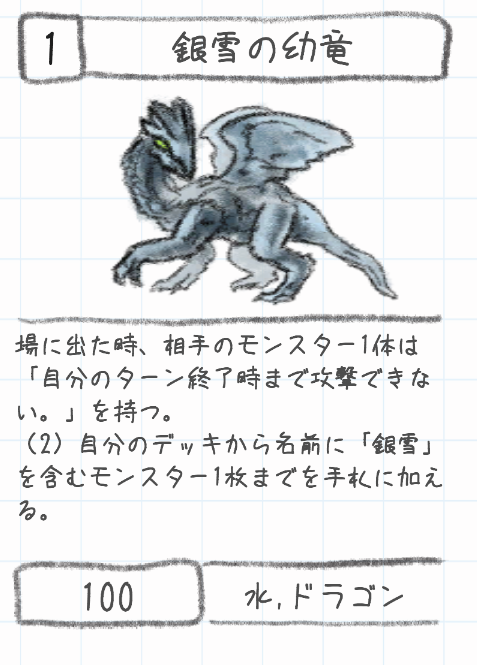 1
銀雪の幼竜
場に出た時、相手のモンスター1体は
「自分のターン終了時まで攻撃できな
い。」を持つ。
（2）自分のデッキから名前に「銀雪」
を含むモンスター1枚までを手札に加え
る。
100
水,ドラゴン